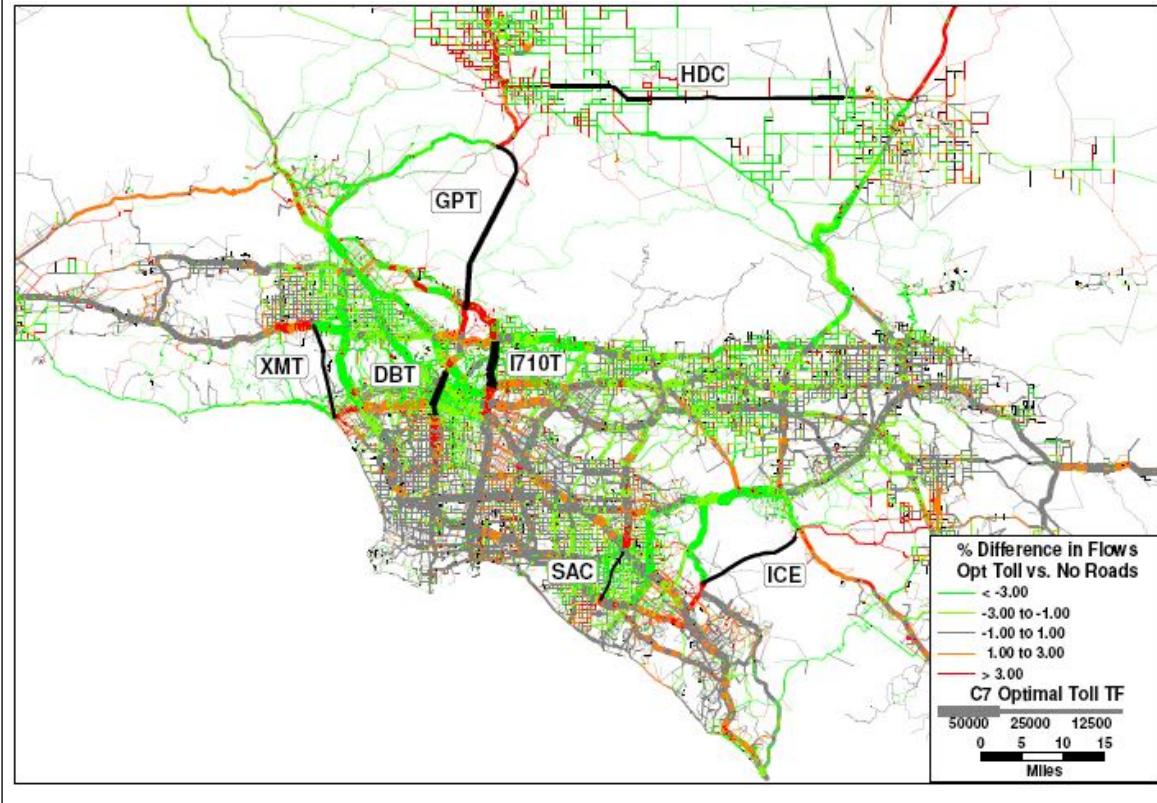 HDC
GPT
XMT
DBT
I710T
SAC
ICE
% Difference in Flows
Opt Toll vs. No Roads
< -3.00
-3.00 to -1.00
-1.00 to 1.00
1.00 to 3.00
> 3.00
C7 Optimal Toll TF
50000 25000 12500
0 5 10 15
Miles